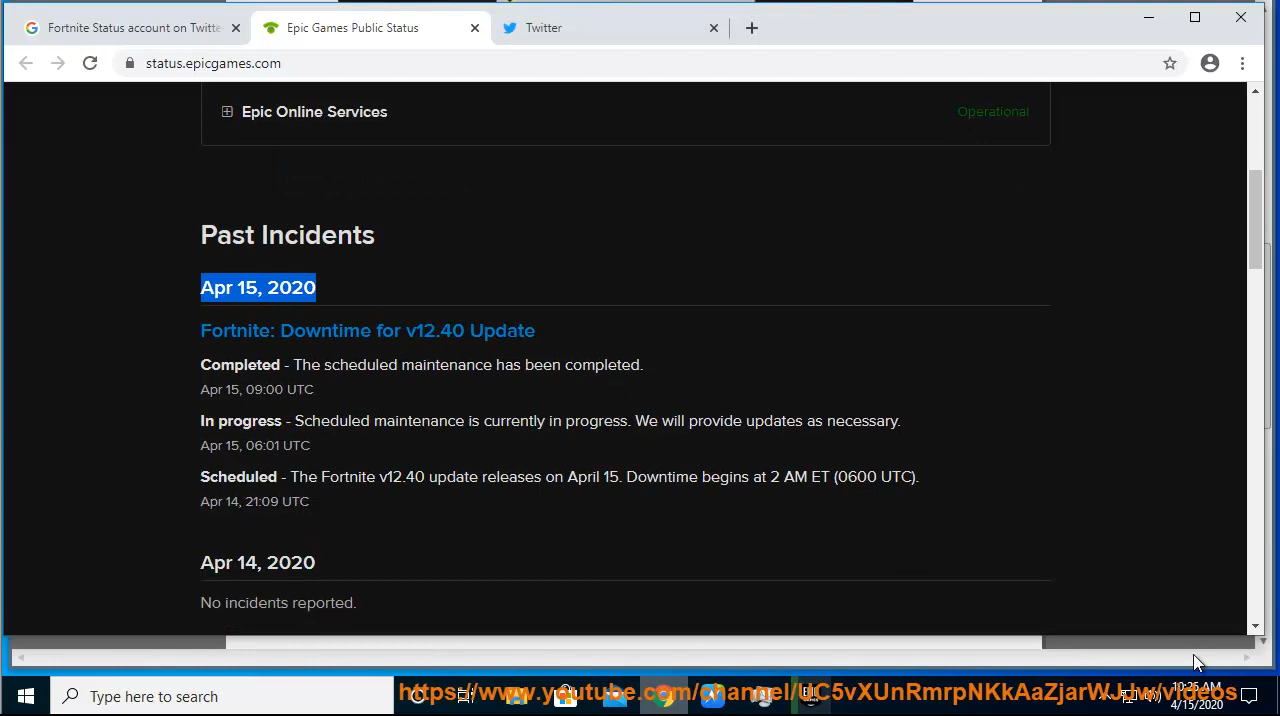 Fortnite Status account on Twitte
Epic Games Public Status
Twitter
status.epicgames.com
Epic Online Services
Operational
Past Incidents
Apr 15, 2020
Fortnite: Downtime for v12.40 Update
Completed - The scheduled maintenance has been completed.
Apr 15, 09:00 UTC
In progress - Scheduled maintenance is currently in progress. We will provide updates as necessary.
Apr 15, 06:01 UTC
Scheduled - The Fortnite v12.40 update releases on April 15. Downtime begins at 2 AM ET (0600 UTC).
Apr 14, 21:09 UTC
Apr 14, 2020
No incidents reported.
Type here to search
10:25 AM
4/15/2020